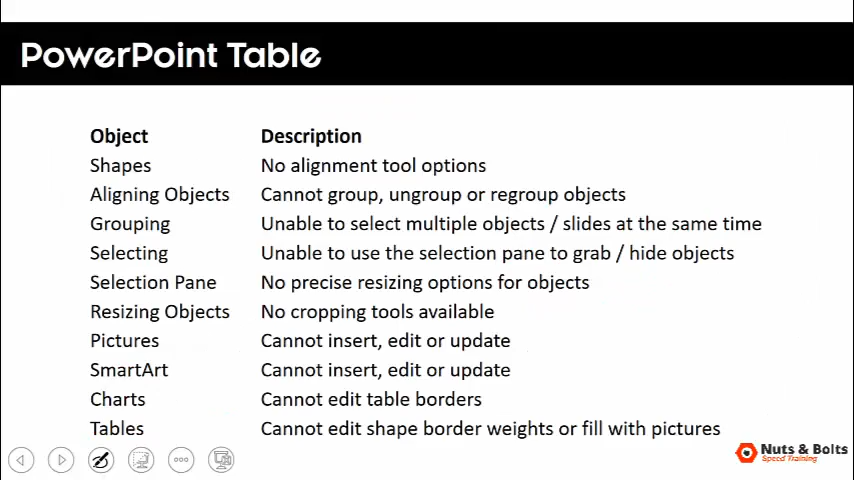 PowerPoint Table
Object Description
Shapes No alignment tool options
Aligning Objects Cannot group, ungroup or regroup objects
Grouping Unable to select multiple objects / slides at the same time
Selecting Unable to use the selection pane to grab / hide objects
Selection Pane No precise resizing options for objects
Resizing Objects No cropping tools available
Pictures Cannot insert, edit or update
SmartArt Cannot insert, edit or update
Charts Cannot edit table borders
Tables Cannot edit shape border weights or fill with pictures
Nuts & Bolts
Speed Training